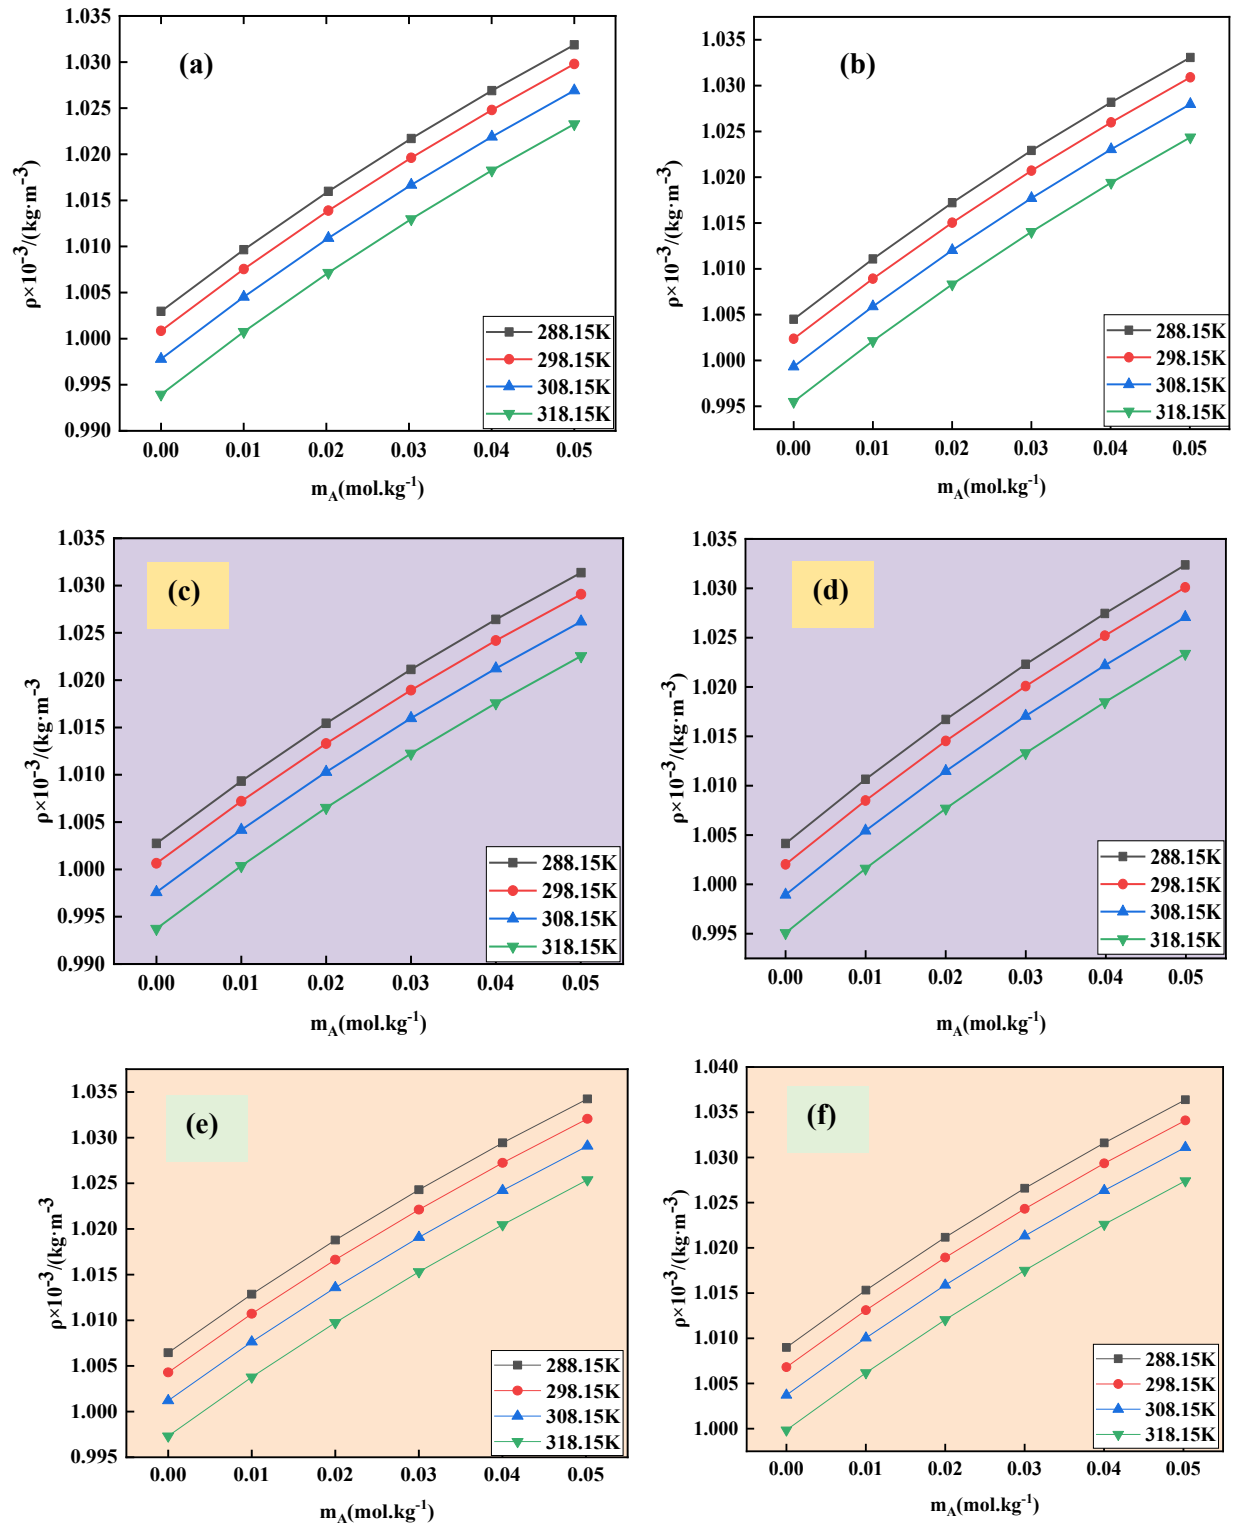 (a)
1.035
1.030
1.025
1.020
1.015
1.010
1.005
1.000
0.995
0.990
ρ×10⁻³/(kg·m⁻³)
288.15K
298.15K
308.15K
318.15K
0.00 0.01 0.02 0.03 0.04 0.05
m_A(mol.kg⁻¹)
(b)
1.035
1.030
1.025
1.020
1.015
1.010
1.005
1.000
0.995
ρ×10⁻³/(kg·m⁻³)
288.15K
298.15K
308.15K
318.15K
0.00 0.01 0.02 0.03 0.04 0.05
m_A(mol.kg⁻¹)
(c)
1.035
1.030
1.025
1.020
1.015
1.010
1.005
1.000
0.995
0.990
ρ×10⁻³/(kg·m⁻³
288.15K
298.15K
308.15K
318.15K
0.00 0.01 0.02 0.03 0.04 0.05
m_A(mol.kg⁻¹)
(d)
1.035
1.030
1.025
1.020
1.015
1.010
1.005
1.000
0.995
ρ×10⁻³/(kg·m⁻³)
288.15K
298.15K
308.15K
318.15K
0.00 0.01 0.02 0.03 0.04 0.05
m_A(mol.kg⁻¹)
(e)
1.035
1.030
1.025
1.020
1.015
1.010
1.005
1.000
0.995
ρ×10⁻³/(kg·m⁻³
288.15K
298.15K
308.15K
318.15K
0.00 0.01 0.02 0.03 0.04 0.05
m_A(mol.kg⁻¹)
(f)
1.040
1.035
1.030
1.025
1.020
1.015
1.010
1.005
1.000
ρ×10⁻³/(kg·m⁻³)
288.15K
298.15K
308.15K
318.15K
0.00 0.01 0.02 0.03 0.04 0.05
m_A(mol.kg⁻¹)